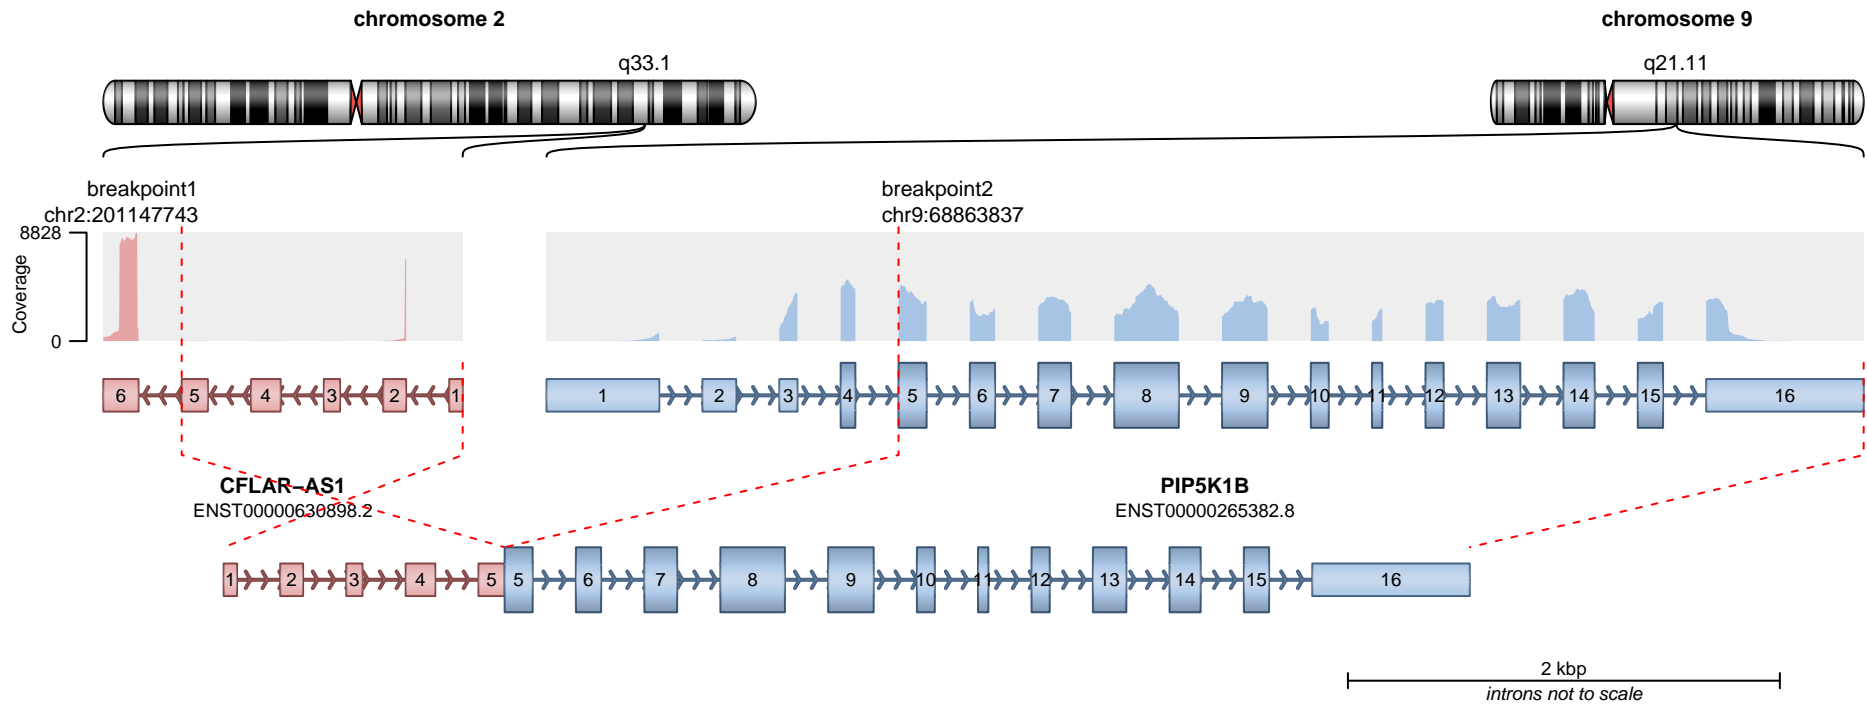 chromosome 2
chromosome 9
q33.1
q21.11
breakpoint1
chr2:201147743
breakpoint2
chr9:68863837
8828
Coverage
0
6 5 4 3 2 1
1 2 3 4 5 6 7 8 9 10 11 12 13 14 15 16
CFLAR−AS1
ENST00000630898.2
PIP5K1B
ENST00000265382.8
1 2 3 4 5 5 6 7 8 9 10 11 12 13 14 15 16
2 kbp
introns not to scale